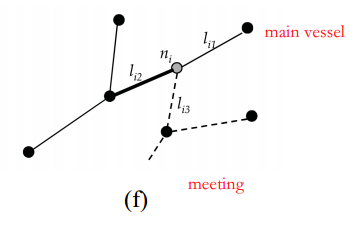 l_{i1}
main vessel
n_i
l_{i2}
l_{i3}
meeting
(f)